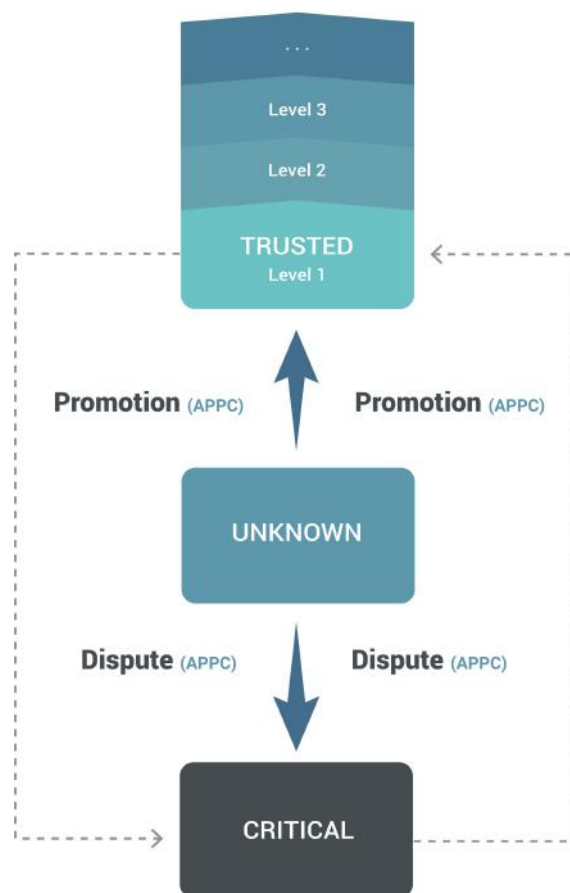 ...
Level 3
Level 2
TRUSTED
Level 1
Promotion (APPC)
Promotion (APPC)
UNKNOWN
Dispute (APPC)
Dispute (APPC)
CRITICAL